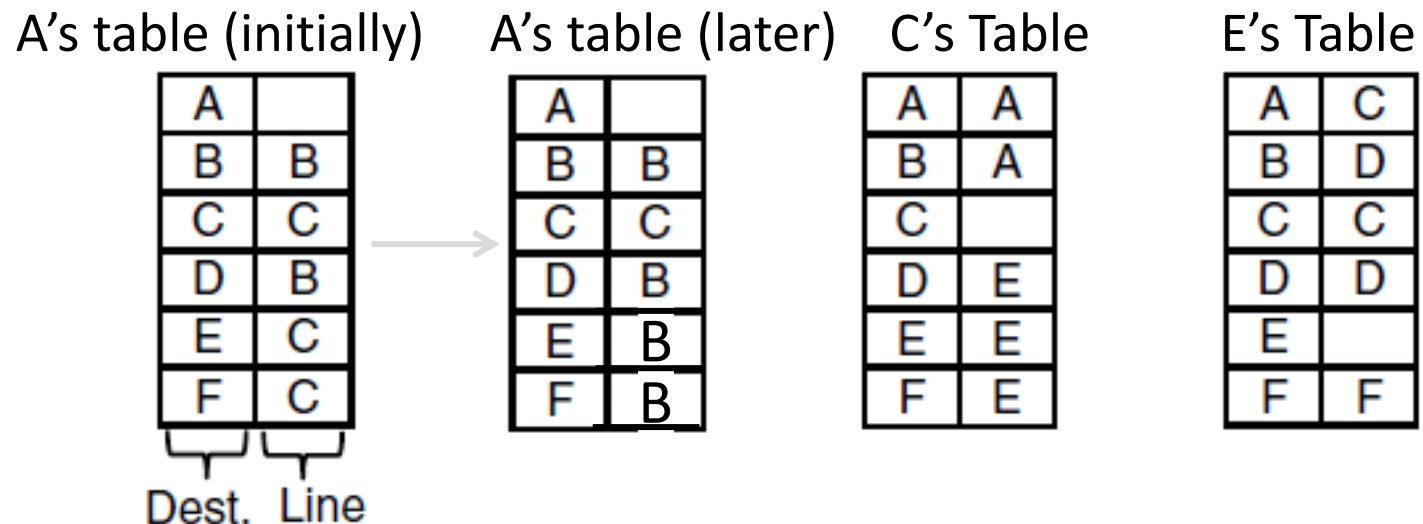 A's table (initially) A's table (later) C's Table E's Table
A A A A A C
B B B B B A B D
C C C C C C C
D B D B D E D D
E C E B E E E
F C F B F E F F
Dest. Line